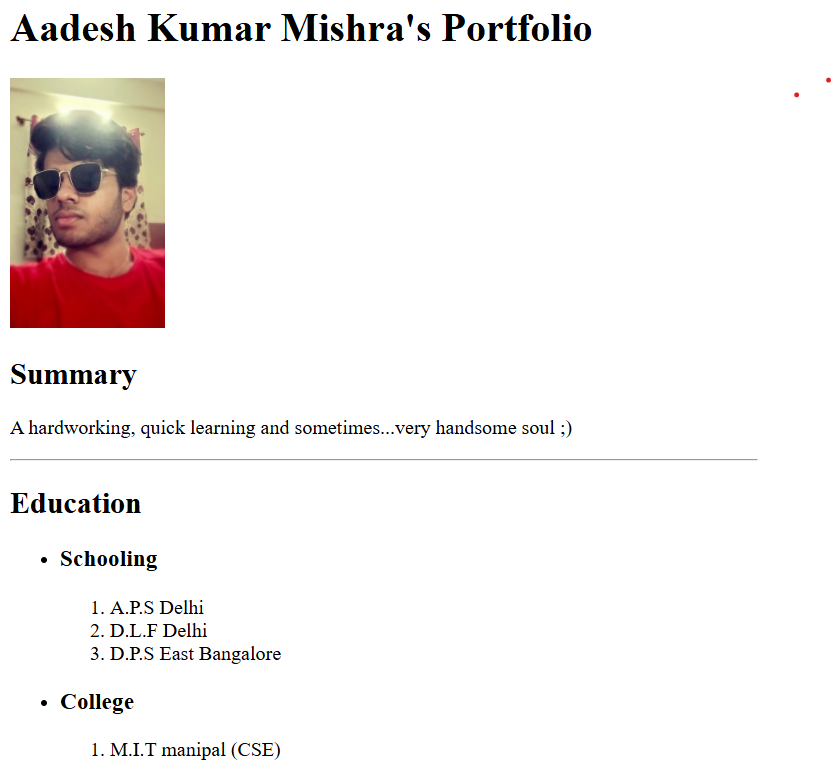 Aadesh Kumar Mishra's Portfolio
Summary
A hardworking, quick learning and sometimes...very handsome soul ;)
Education
• Schooling
1. A.P.S Delhi
2. D.L.F Delhi
3. D.P.S East Bangalore
• College
1. M.I.T manipal (CSE)